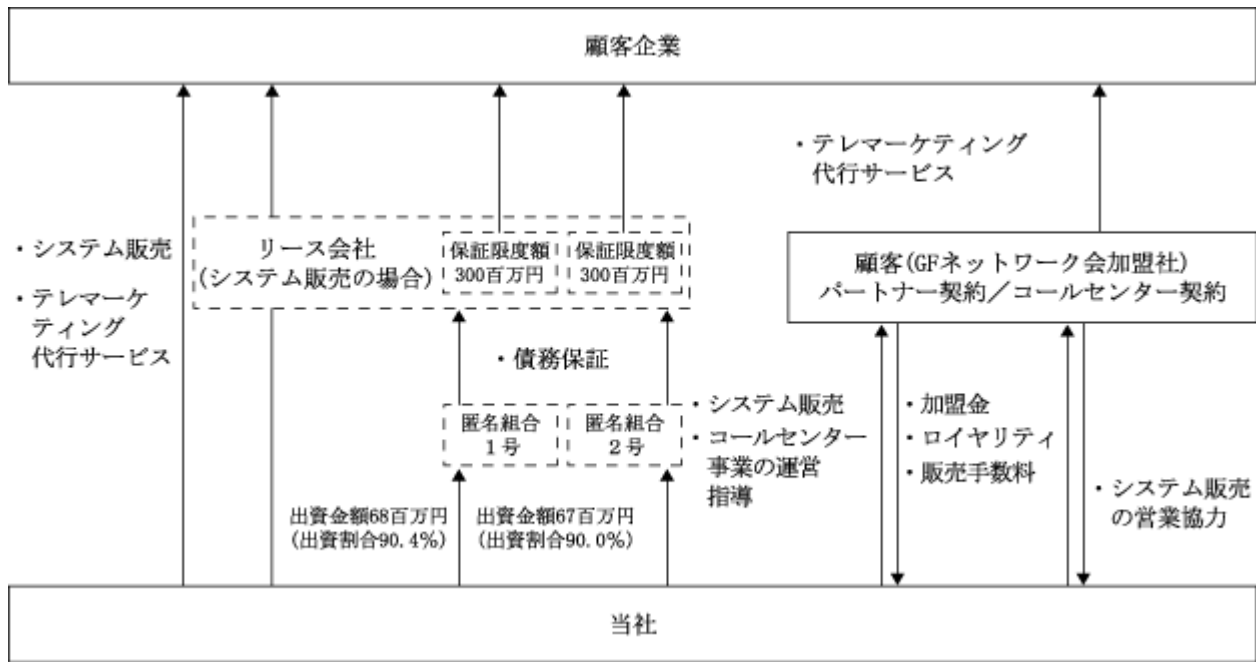 顧客企業
・システム販売
・テレマーケ
ティング
代行サービス
リース会社
(システム販売の場合)
保証限度額
300百万円
保証限度額
300百万円
・債務保証
匿名組合
1号
匿名組合
2号
出資金額68百万円
(出資割合90.4%)
出資金額67百万円
(出資割合90.0%)
・テレマーケティング
代行サービス
顧客(GFネットワーク会加盟社)
パートナー契約／コールセンター契約
・システム販売
・コールセンター
事業の運営
指導
・加盟金
・ロイヤリティ
・販売手数料
・システム販売
の営業協力
当社